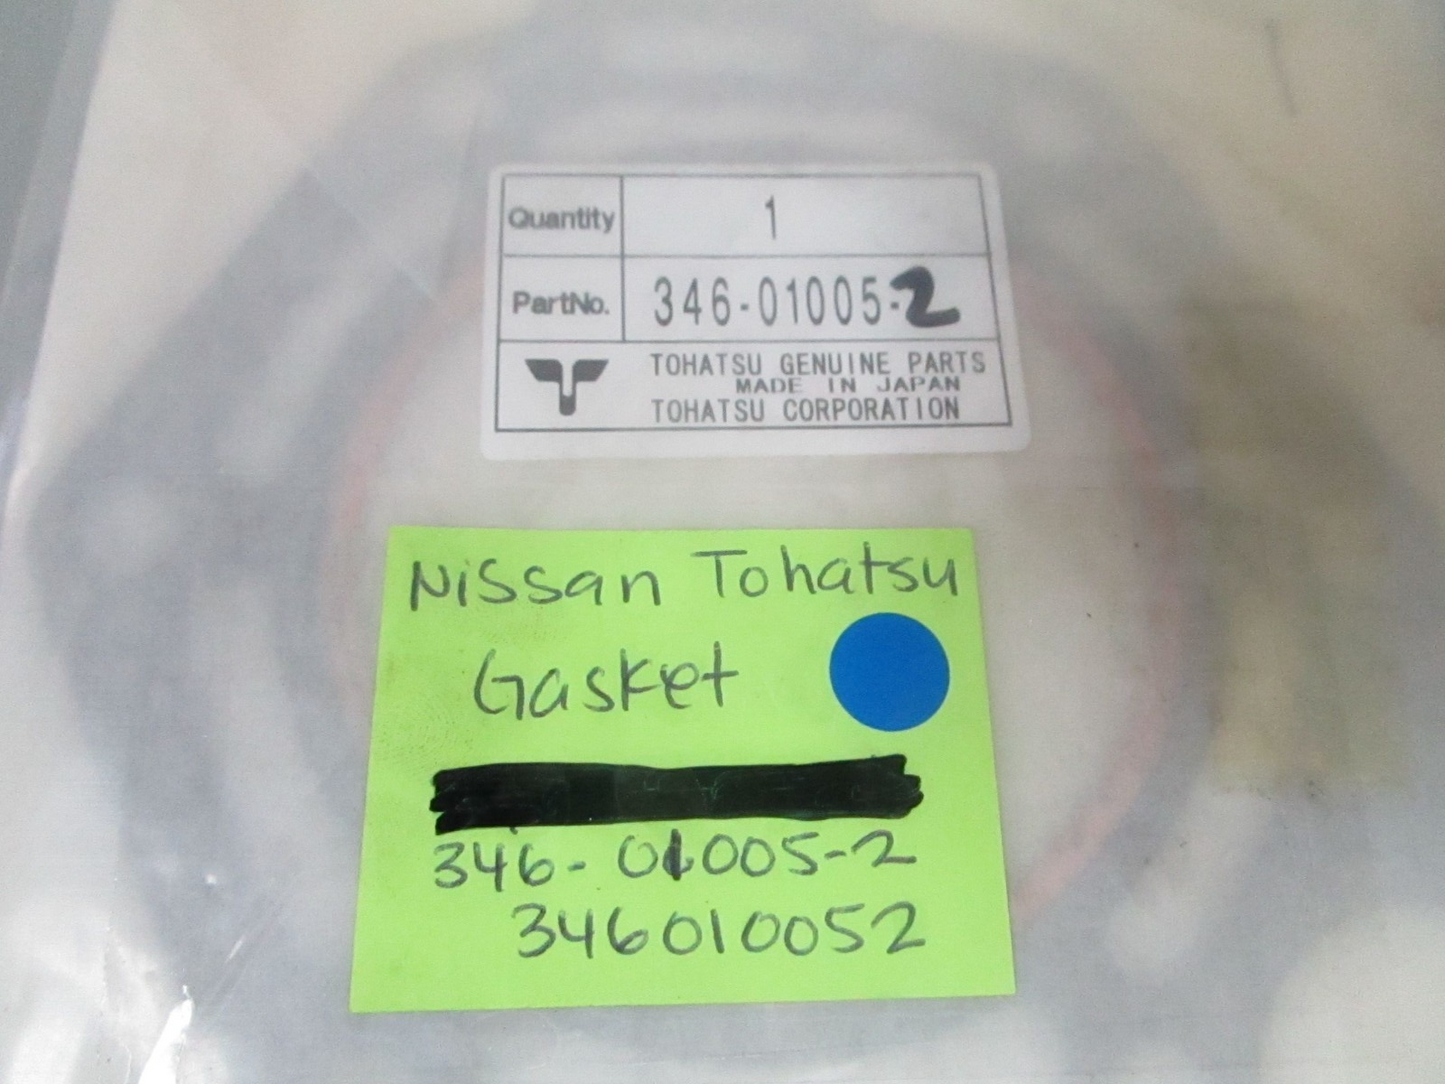 Quantity 1
PartNo. 346-01005-2
TOHATSU GENUINE PARTS
MADE IN JAPAN
TOHATSU CORPORATION
Nissan Tohatsu
Gasket
346-01005-2
346010052